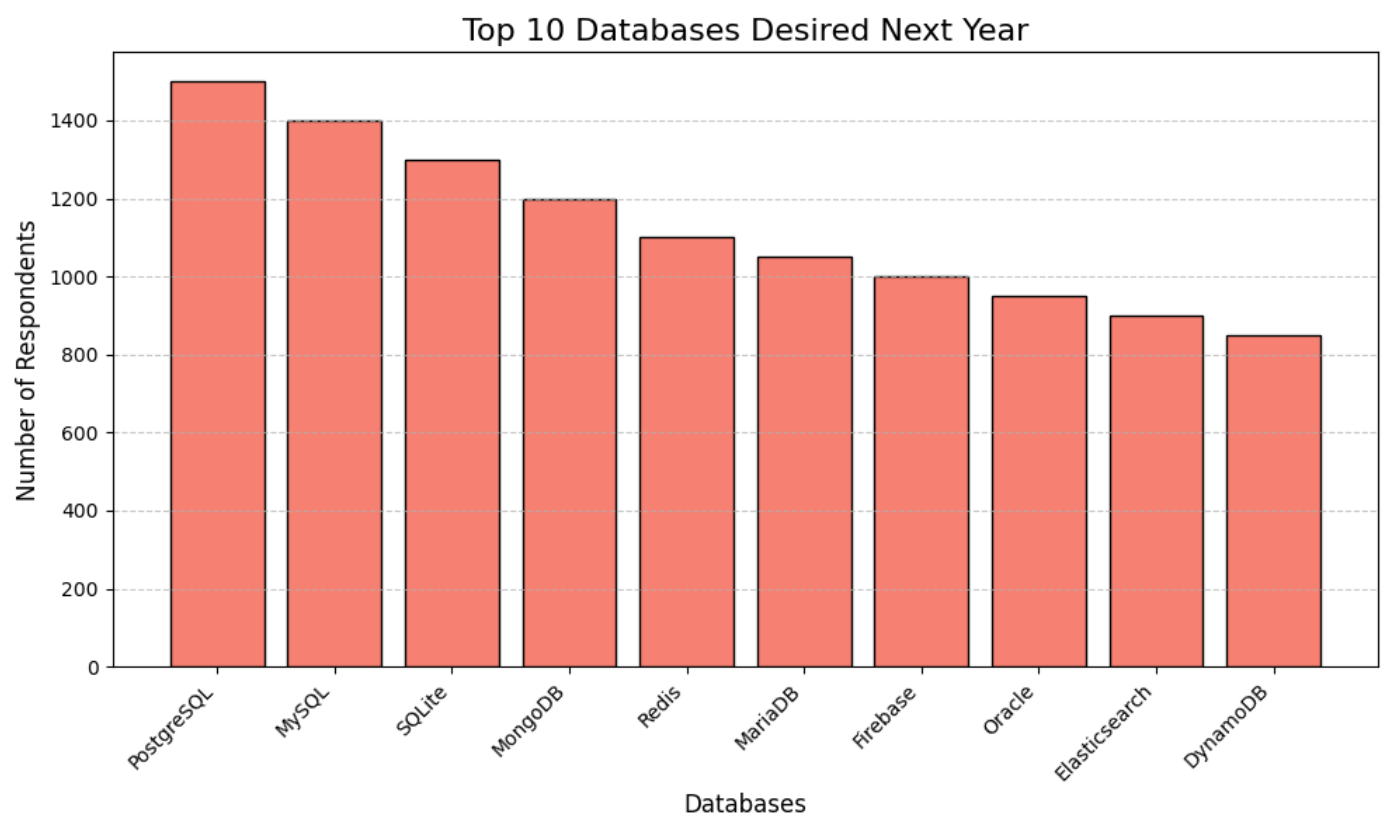 Top 10 Databases Desired Next Year
Number of Respondents
1400
1200
1000
800
600
400
200
0
PostgreSQL
MySQL
SQLite
MongoDB
Redis
MariaDB
Firebase
Oracle
Elasticsearch
DynamoDB
Databases